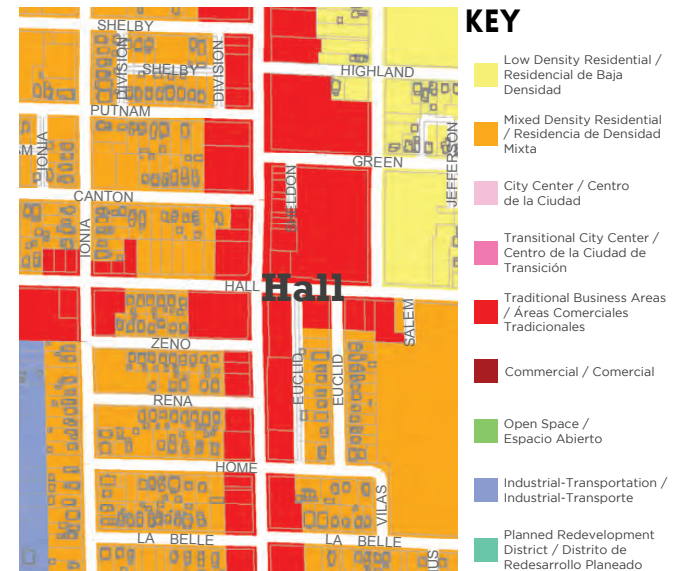 SHELBY
DIVISION
SHELBY
DIVISION
HIGHLAND
PUTNAM
IONIA
M
GREEN
JEFFERSON
CANTON
SHELDON
IONIA
HALL
Hall
ZENO
SALEM
EUCLID
EUCLID
RENA
HOME
VILAS
LA BELLE
LA BELLE
US
KEY
Low Density Residential /
Residencial de Baja
Densidad
Mixed Density Residential
/ Residencia de Densidad
Mixta
City Center / Centro
de la Ciudad
Transitional City Center /
Centro de la Ciudad de
Transición
Traditional Business Areas
/ Áreas Comerciales
Tradicionales
Commercial / Comercial
Open Space /
Espacio Abierto
Industrial-Transportation /
Industrial-Transporte
Planned Redevelopment
District / Distrito de
Redesarrollo Planeado